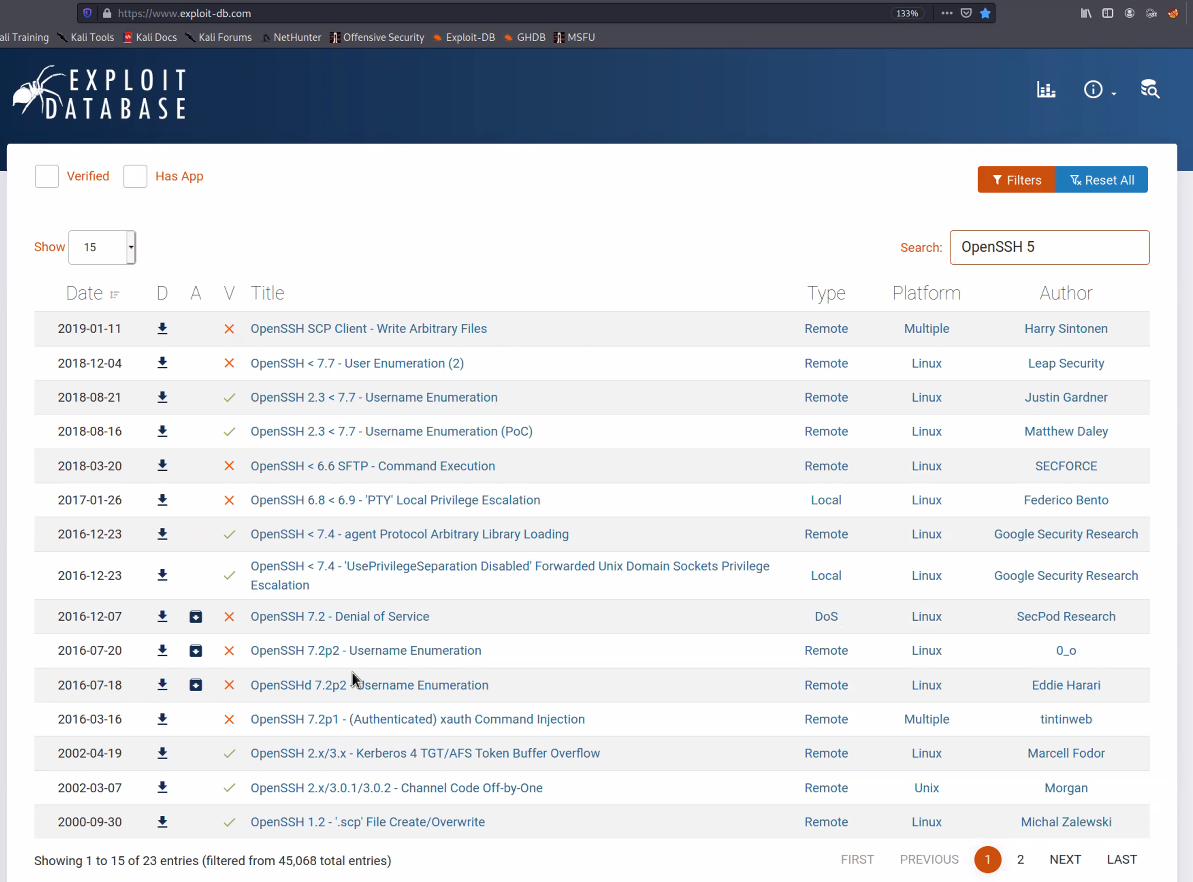 https://www.exploit-db.com 133%
ali Training Kali Tools Kali Docs Kali Forums NetHunter Offensive Security Exploit-DB GHDB MSFU
EXPLOIT
DATABASE
Verified Has App Filters Reset All
Show 15 Search: OpenSSH 5
Date D A V Title Type Platform Author
2019-01-11 OpenSSH SCP Client - Write Arbitrary Files Remote Multiple Harry Sintonen
2018-12-04 OpenSSH < 7.7 - User Enumeration (2) Remote Linux Leap Security
2018-08-21 OpenSSH 2.3 < 7.7 - Username Enumeration Remote Linux Justin Gardner
2018-08-16 OpenSSH 2.3 < 7.7 - Username Enumeration (PoC) Remote Linux Matthew Daley
2018-03-20 OpenSSH < 6.6 SFTP - Command Execution Remote Linux SECFORCE
2017-01-26 OpenSSH 6.8 < 6.9 - 'PTY' Local Privilege Escalation Local Linux Federico Bento
2016-12-23 OpenSSH < 7.4 - agent Protocol Arbitrary Library Loading Remote Linux Google Security Research
2016-12-23 OpenSSH < 7.4 - 'UsePrivilegeSeparation Disabled' Forwarded Unix Domain Sockets Privilege
Escalation Local Linux Google Security Research
2016-12-07 OpenSSH 7.2 - Denial of Service DoS Linux SecPod Research
2016-07-20 OpenSSH 7.2p2 - Username Enumeration Remote Linux 0_o
2016-07-18 OpenSSHd 7.2p2 - Username Enumeration Remote Linux Eddie Harari
2016-03-16 OpenSSH 7.2p1 - (Authenticated) xauth Command Injection Remote Multiple tintinweb
2002-04-19 OpenSSH 2.x/3.x - Kerberos 4 TGT/AFS Token Buffer Overflow Remote Linux Marcell Fodor
2002-03-07 OpenSSH 2.x/3.0.1/3.0.2 - Channel Code Off-by-One Remote Unix Morgan
2000-09-30 OpenSSH 1.2 - '.scp' File Create/Overwrite Remote Linux Michal Zalewski
Showing 1 to 15 of 23 entries (filtered from 45,068 total entries) FIRST PREVIOUS 1 2 NEXT LAST